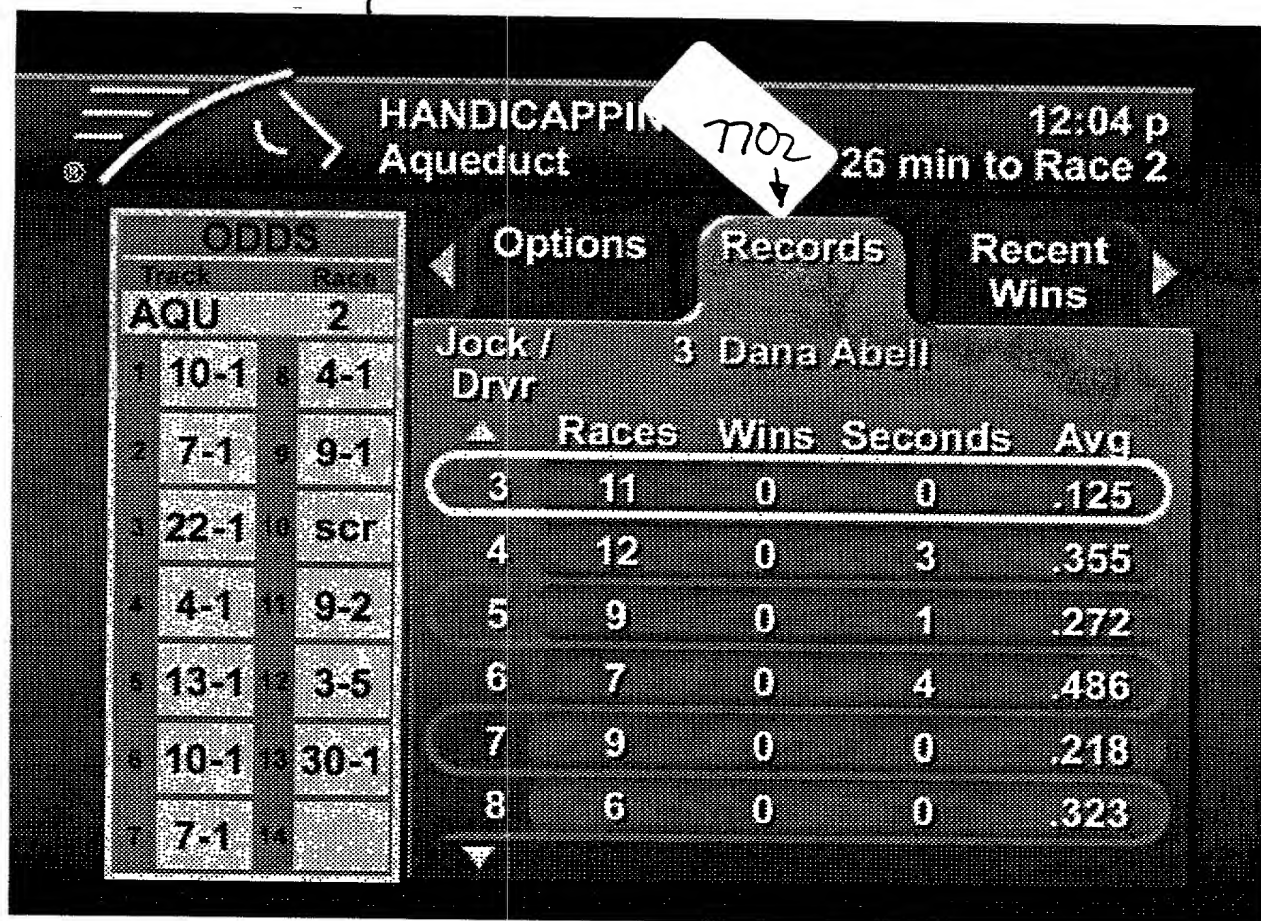 HANDICAPPIN
Aqueduct
7702
12:04 p
26 min to Race 2
®
ODDS
Track Race
AQU 2
1 10-1 8 4-1
2 7-1 9 9-1
3 22-1 10 scr
4 4-1 11 9-2
5 13-1 12 3-5
6 10-1 13 30-1
7 7-1 14
Options
Records
Recent
Wins
Jock / 3 Dana Abell
Drvr
Races Wins Seconds Avg
3 11 0 0 .125
4 12 0 3 .355
5 9 0 1 .272
6 7 0 4 .486
7 9 0 0 .218
8 6 0 0 .323